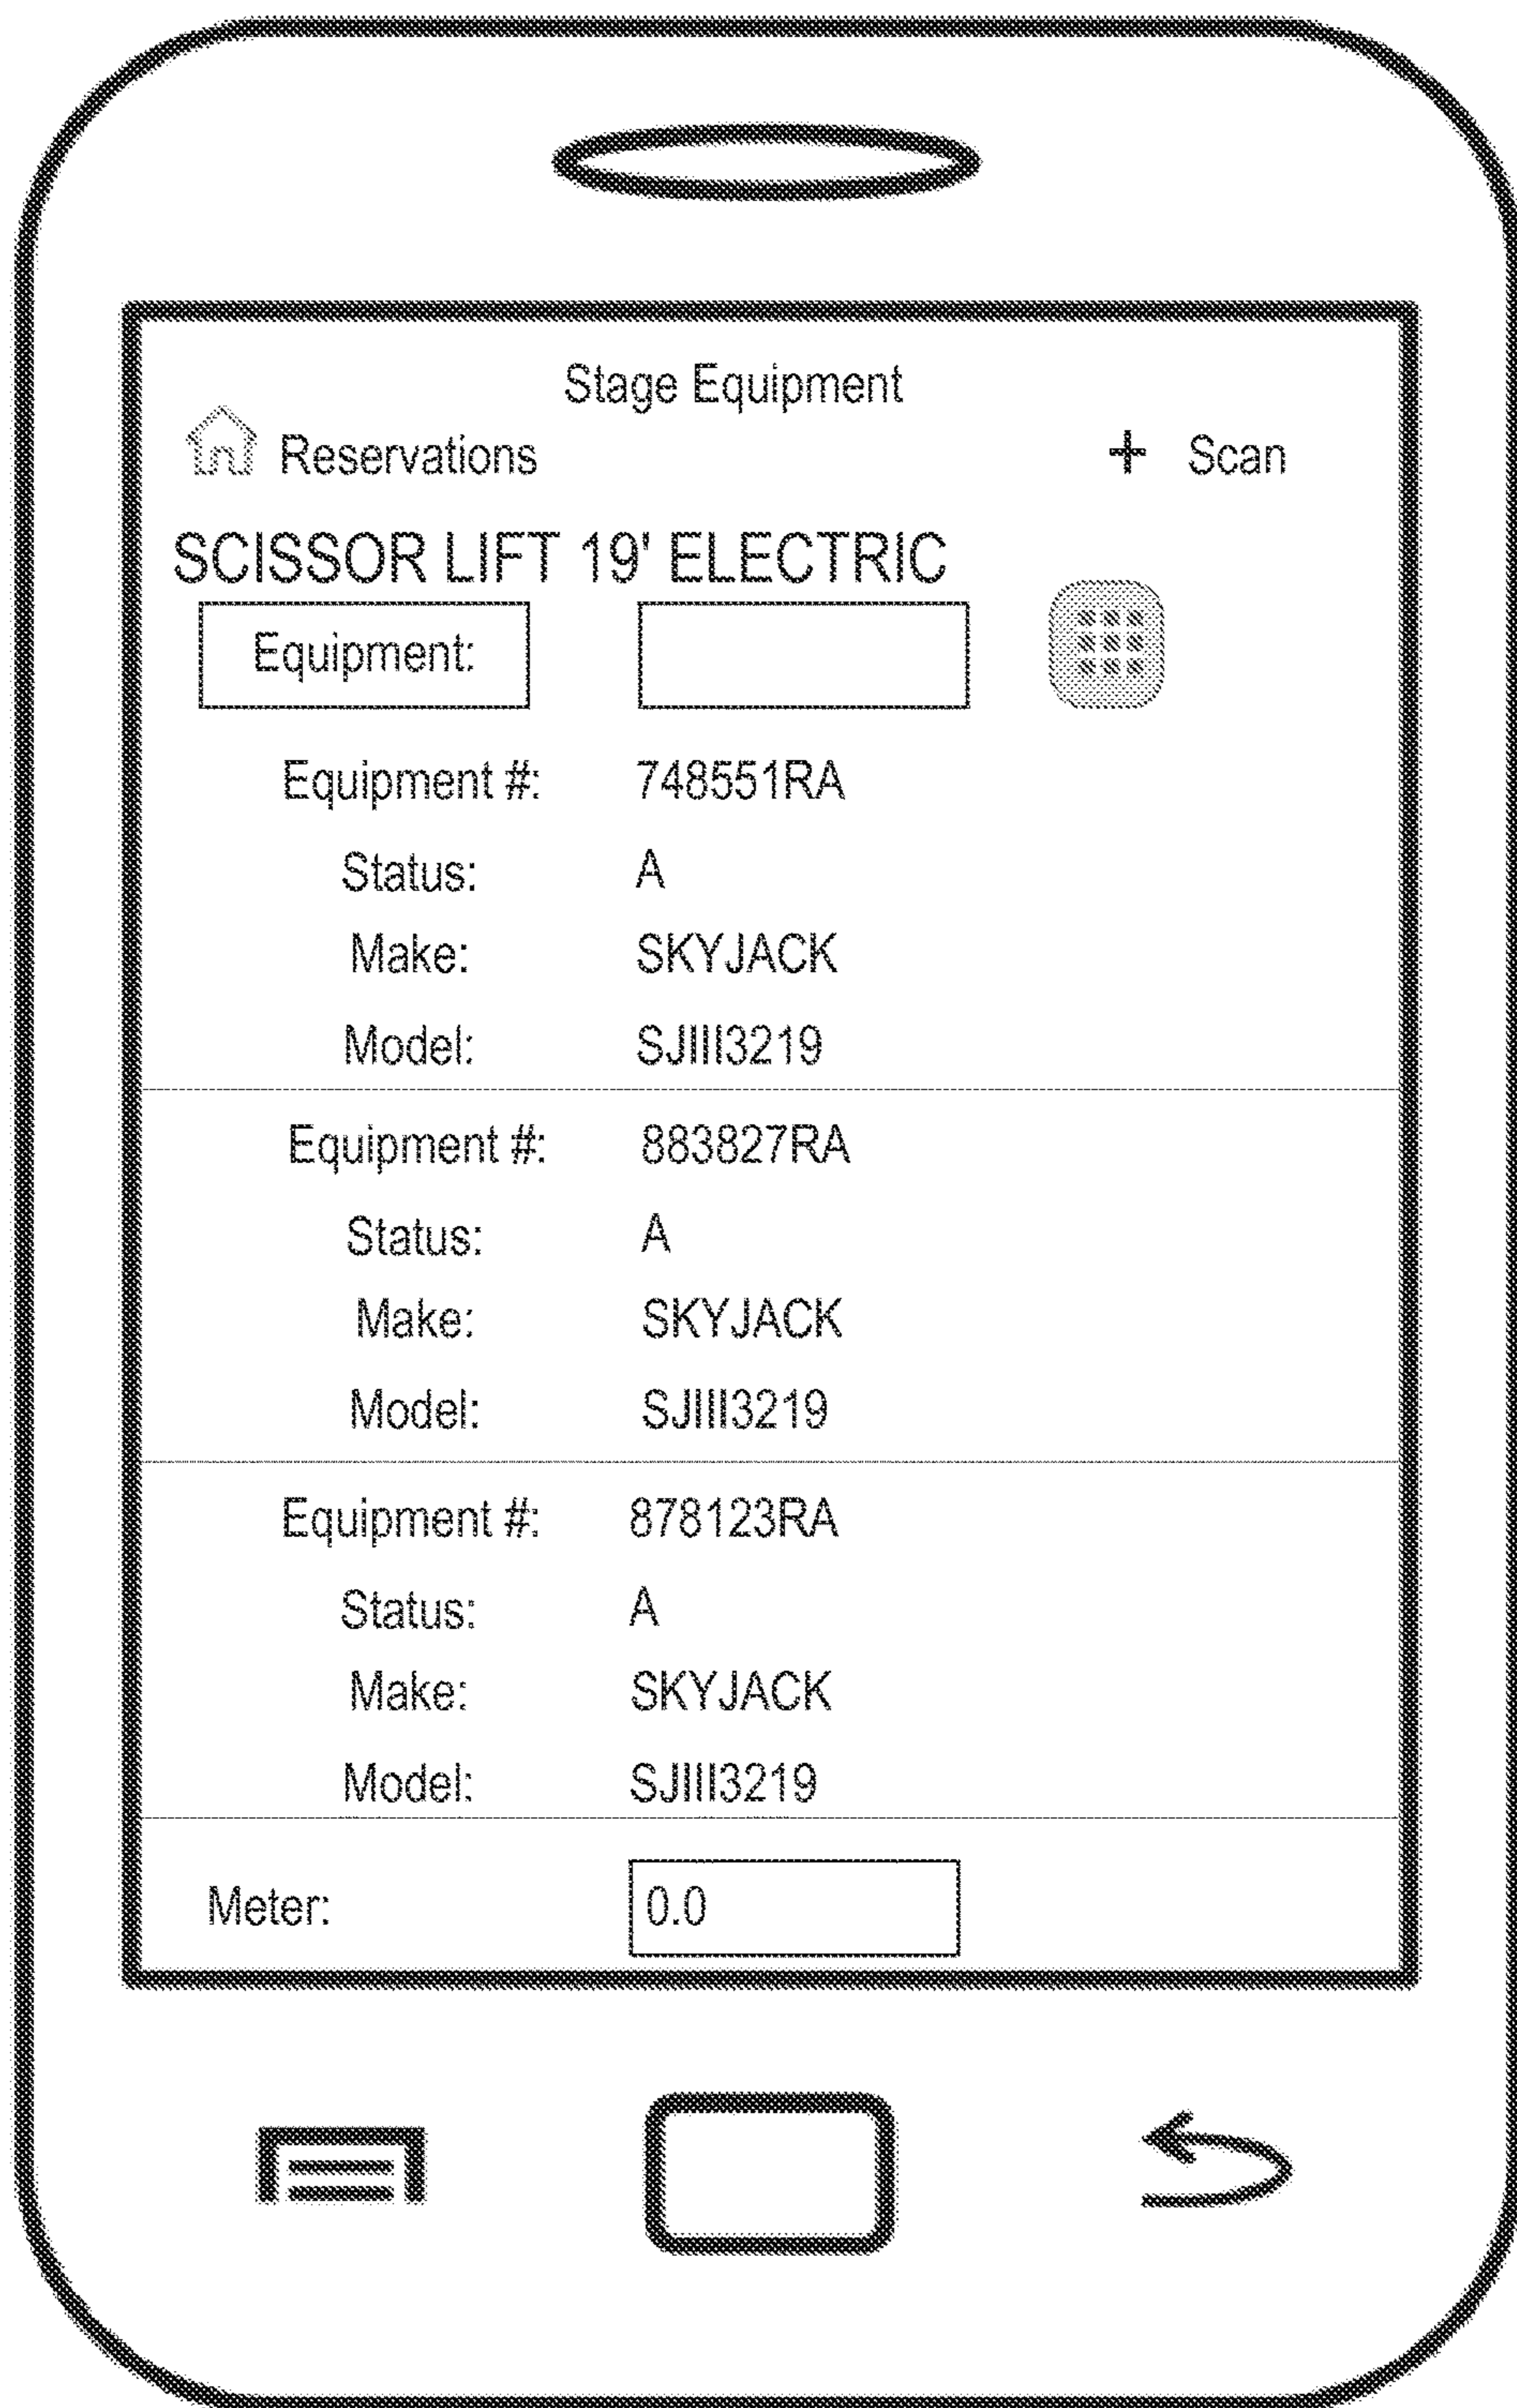 Stage Equipment
Reservations + Scan
SCISSOR LIFT 19' ELECTRIC
Equipment:
Equipment #: 748551RA
Status: A
Make: SKYJACK
Model: SJIII3219
Equipment #: 883827RA
Status: A
Make: SKYJACK
Model: SJIII3219
Equipment #: 878123RA
Status: A
Make: SKYJACK
Model: SJIII3219
Meter: 0.0